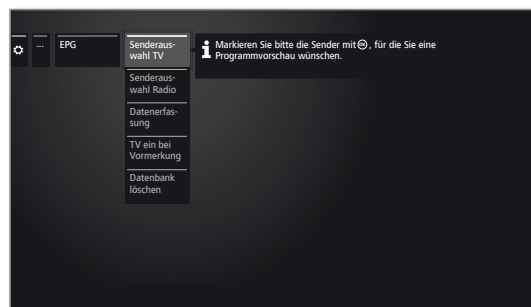 ...
EPG
Senderaus-
wahl TV
Markieren Sie bitte die Sender mit OK, für die Sie eine
Programmvorschau wünschen.
Senderaus-
wahl Radio
Datenerfas-
sung
TV ein bei
Vormerkung
Datenbank
löschen